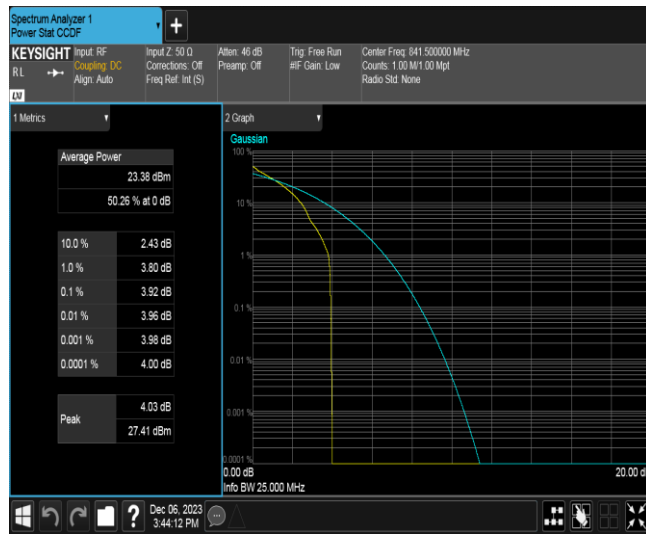 Spectrum Analyzer 1
Power Stat CCDF
+
KEYSIGHT
RL
LXI
Input: RF
Coupling: DC
Align: Auto
Input Z: 50 Ω
Corrections: Off
Freq Ref: Int (S)
Atten: 46 dB
Preamp: Off
Trig: Free Run
#IF Gain: Low
Center Freq: 841.500000 MHz
Counts: 1.00 M/1.00 Mpt
Radio Std: None
1 Metrics
Average Power
23.38 dBm
50.26 % at 0 dB
10.0 % 2.43 dB
1.0 % 3.80 dB
0.1 % 3.92 dB
0.01 % 3.96 dB
0.001 % 3.98 dB
0.0001 % 4.00 dB
Peak
4.03 dB
27.41 dBm
2 Graph
Gaussian
100 %
10 %
1 %
0.1 %
0.01 %
0.001 %
0.0001 %
0.00 dB 20.00 d
Info BW 25.000 MHz
?
Dec 06, 2023
3:44:12 PM